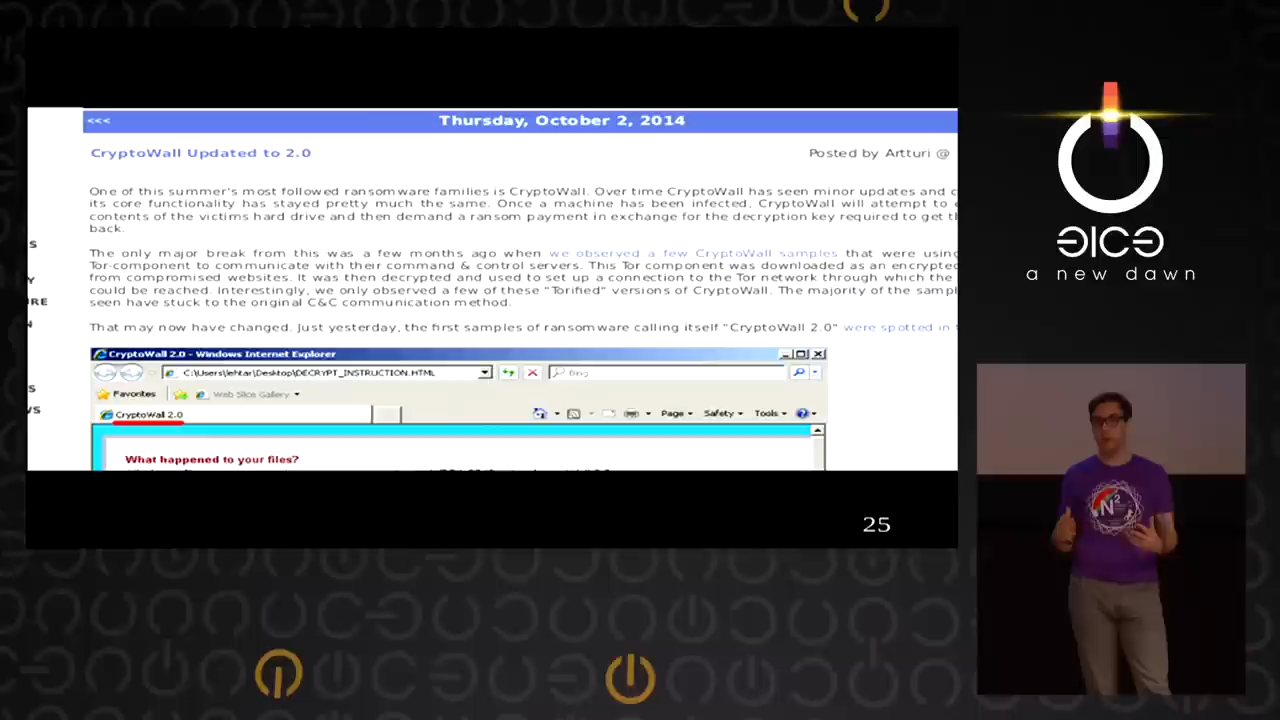 <<<
Thursday, October 2, 2014
CryptoWall Updated to 2.0
Posted by Artturi @
One of this summer's most followed ransomware families is CryptoWall. Over time CryptoWall has seen minor updates and
its core functionality has stayed pretty much the same. Once a machine has been infected, CryptoWall will attempt to
contents of the victims hard drive and then demand a ransom payment in exchange for the decryption key required to get
back.
The only major break from this was a few months ago when we observed a few CryptoWall samples that were using
Tor-component to communicate with their command & control servers. This Tor component was downloaded as an encrypted
from compromised websites. It was then decrypted and used to set up a connection to the Tor network through which the
could be reached. Interestingly, we only observed a few of these "Torified" versions of CryptoWall. The majority of the
seen have stuck to the original C&C communication method.
That may now have changed. Just yesterday, the first samples of ransomware calling itself "CryptoWall 2.0" were spotted in
CryptoWall 2.0 - Windows Internet Explorer
C:\Users\lehtar\Desktop\DECRYPT_INSTRUCTION.HTML
Bing
Favorites
Web Slice Gallery
CryptoWall 2.0
Page
Safety
Tools
What happened to your files?
25
a new dawn
N²